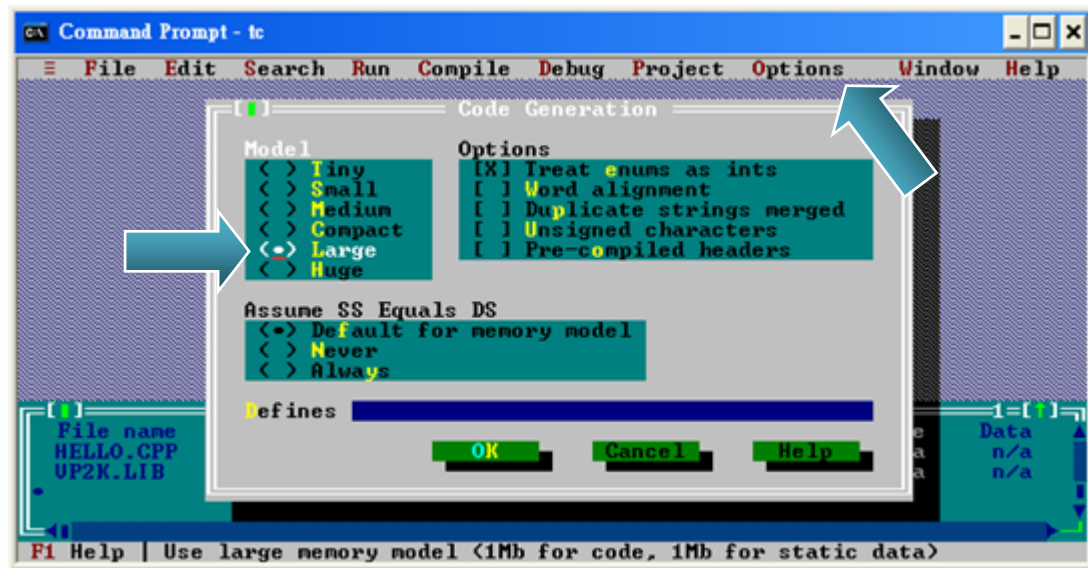 Command Prompt - tc
≡ File Edit Search Run Compile Debug Project Options Window Help
Code Generation
Model
( ) Tiny
( ) Small
( ) Medium
( ) Compact
(•) Large
( ) Huge
Options
[X] Treat enums as ints
[ ] Word alignment
[ ] Duplicate strings merged
[ ] Unsigned characters
[ ] Pre-compiled headers
Assume SS Equals DS
(•) Default for memory model
( ) Never
( ) Always
Defines
OK Cancel Help
1=[↑]
File name e Data
HELLO.CPP a n/a
VP2K.LIB a n/a
F1 Help | Use large memory model (1Mb for code, 1Mb for static data)